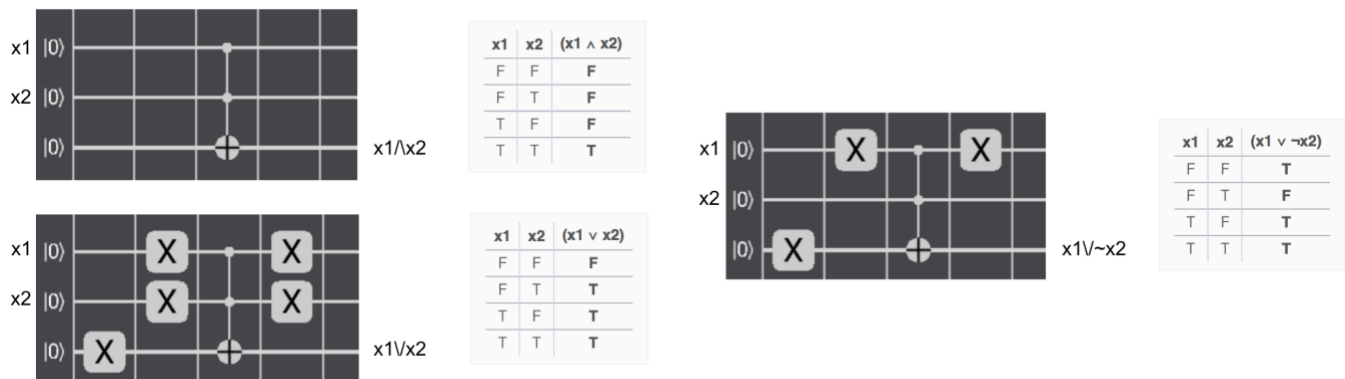 x1 |0⟩
x2 |0⟩
|0⟩ x1/\x2
x1 x2 (x1 ∧ x2)
F F F
F T F
T F F
T T T
x1 |0⟩ X X
x2 |0⟩ X X
|0⟩ X x1\/x2
x1 x2 (x1 ∨ x2)
F F F
F T T
T F T
T T T
x1 |0⟩ X X
x2 |0⟩
|0⟩ X x1\/~x2
x1 x2 (x1 ∨ ¬x2)
F F T
F T F
T F T
T T T